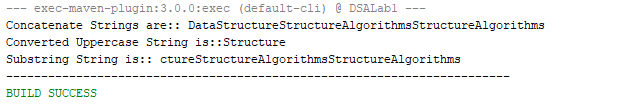 --- exec-maven-plugin:3.0.0:exec (default-cli) @ DSALab1 ---
Concatenate Strings are:: DataStructureStructureAlgorithmsStructureAlgorithms
Converted Uppercase String is::Structure
Substring String is:: ctureStructureAlgorithmsStructureAlgorithms
------------------------------------------------------------------------
BUILD SUCCESS